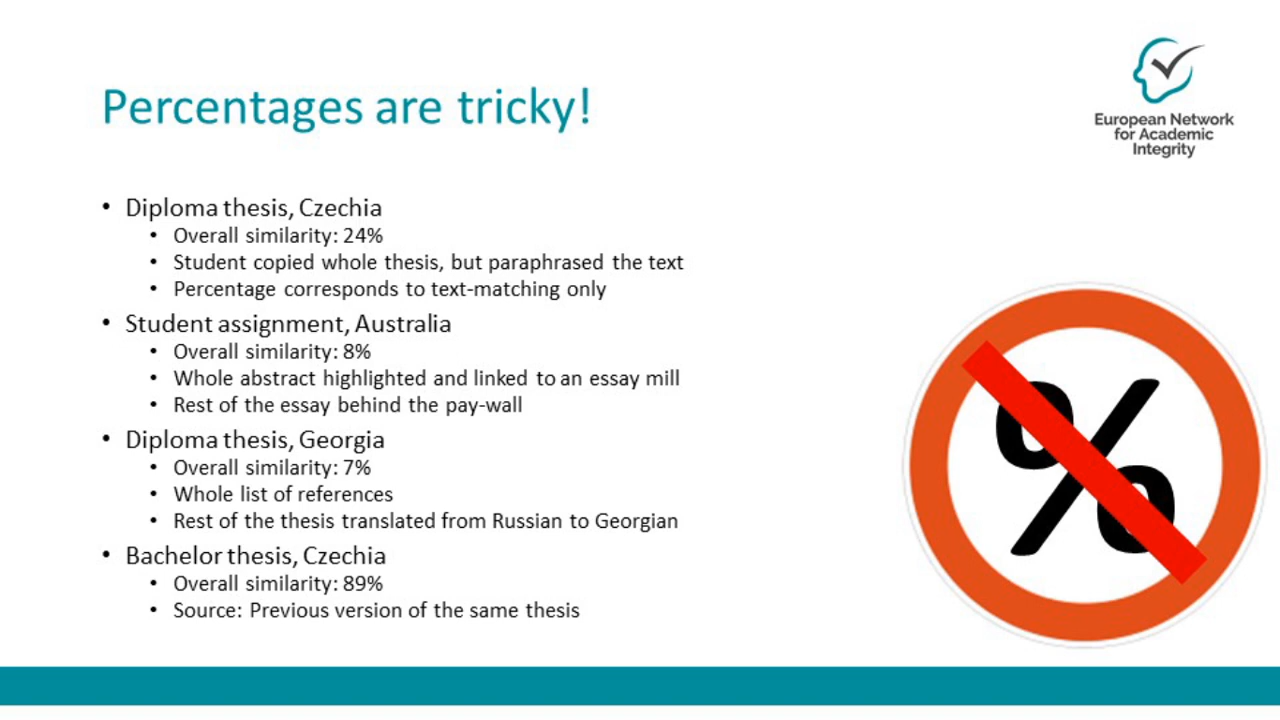 Percentages are tricky!
European Network
for Academic
Integrity
• Diploma thesis, Czechia
• Overall similarity: 24%
• Student copied whole thesis, but paraphrased the text
• Percentage corresponds to text-matching only
• Student assignment, Australia
• Overall similarity: 8%
• Whole abstract highlighted and linked to an essay mill
• Rest of the essay behind the pay-wall
• Diploma thesis, Georgia
• Overall similarity: 7%
• Whole list of references
• Rest of the thesis translated from Russian to Georgian
• Bachelor thesis, Czechia
• Overall similarity: 89%
• Source: Previous version of the same thesis
%